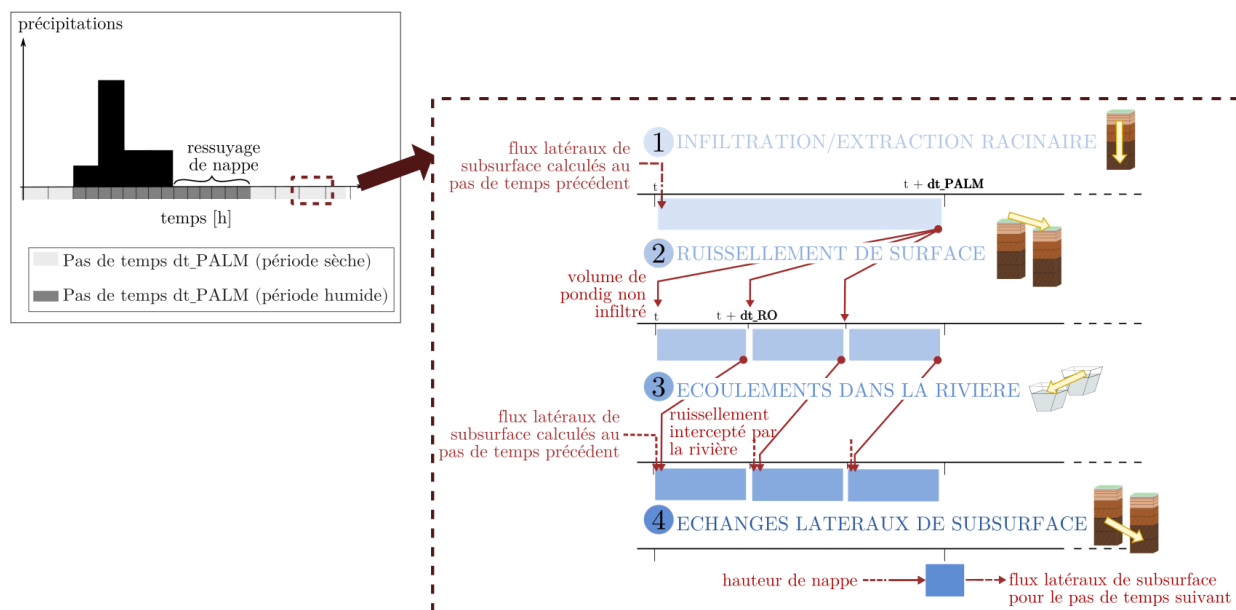 précipitations
ressuyage
de nappe
temps [h]
Pas de temps dt_PALM (période sèche)
Pas de temps dt_PALM (période humide)
1 INFILTRATION/EXTRACTION RACINAIRE
flux latéraux de
subsurface calculés au
pas de temps précédent
t
t + dt_PALM
2 RUISSELLEMENT DE SURFACE
volume de
pondig non
infiltré
t
t + dt_RO
3 ECOULEMENTS DANS LA RIVIERE
flux latéraux de
subsurface calculés au
pas de temps précédent
ruissellement
intercepté par
la rivière
4 ECHANGES LATERAUX DE SUBSURFACE
hauteur de nappe
flux latéraux de subsurface
pour le pas de temps suivant